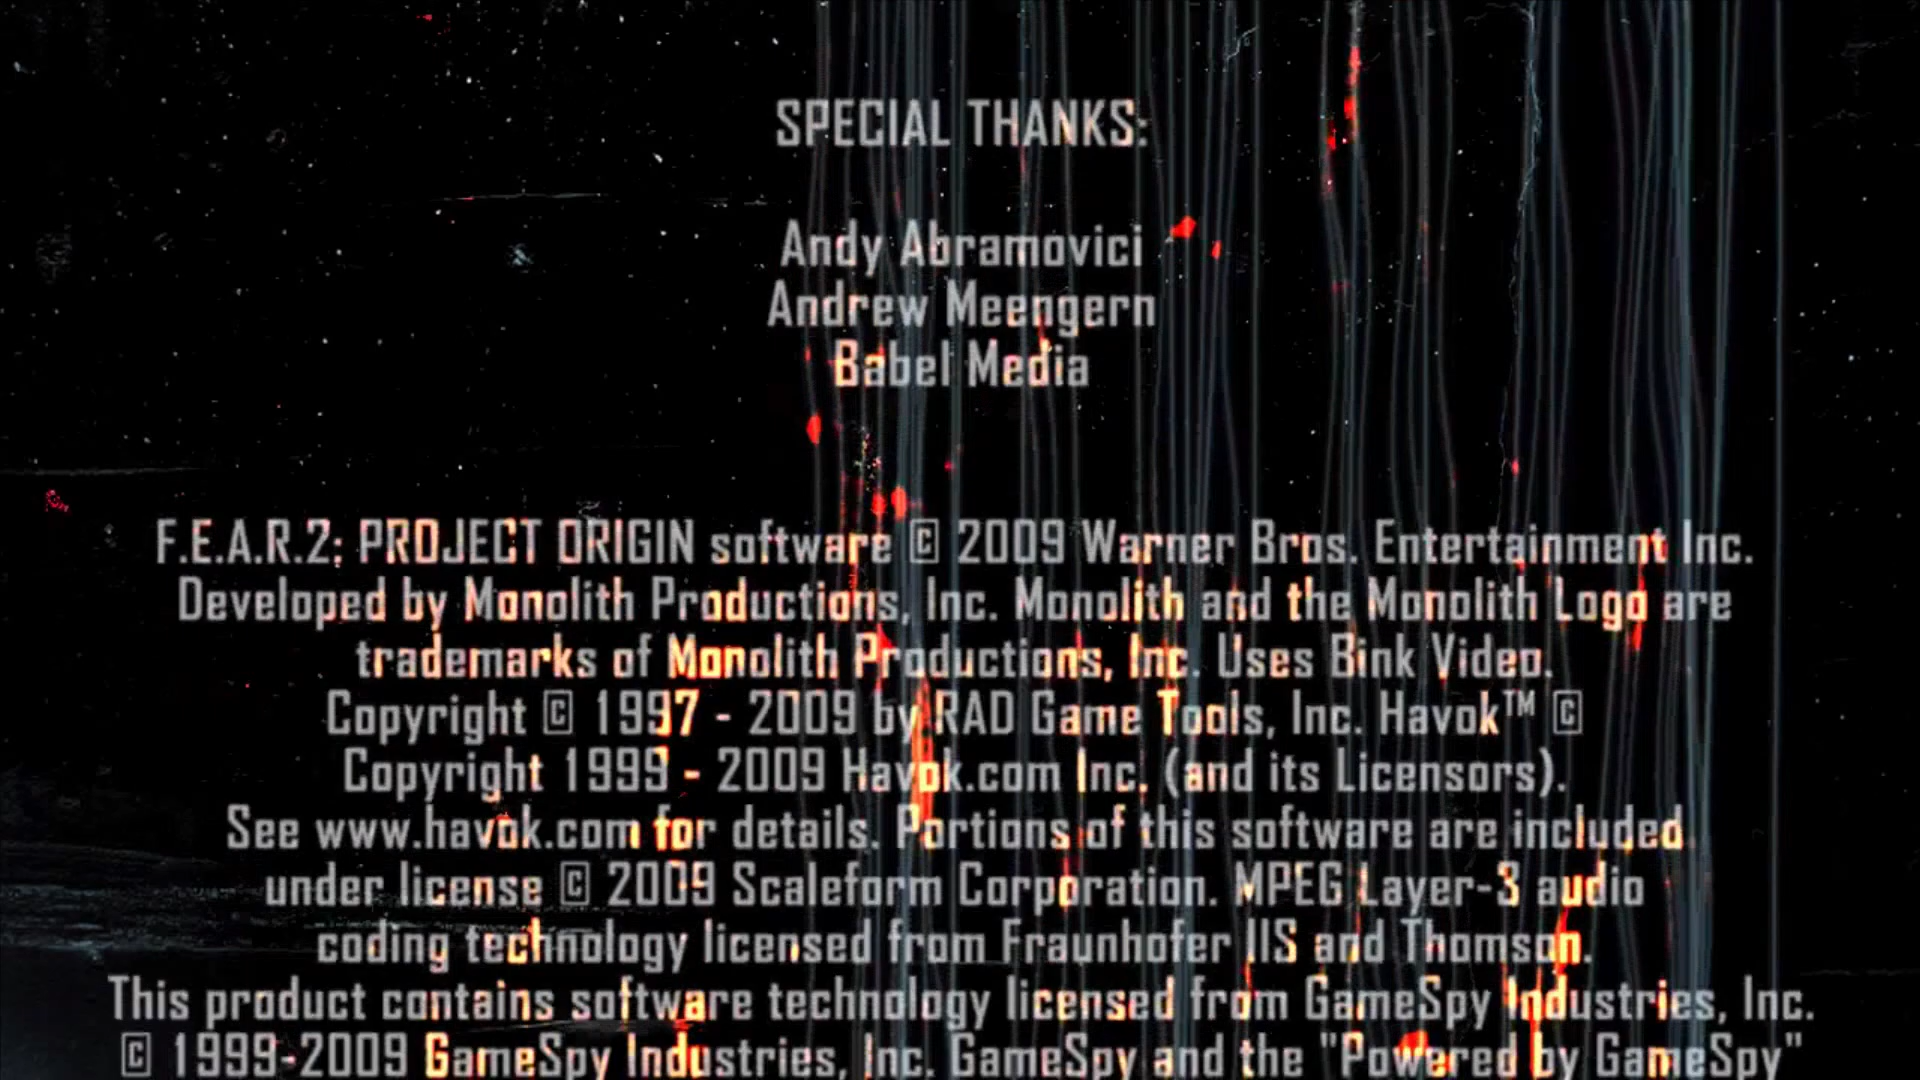 SPECIAL THANKS:
Andy Abramovici
Andrew Meengern
Babel Media
F.E.A.R.2: PROJECT ORIGIN software © 2009 Warner Bros. Entertainment Inc.
Developed by Monolith Productions, Inc. Monolith and the Monolith Logo are
trademarks of Monolith Productions, Inc. Uses Bink Video.
Copyright © 1997 - 2009 by RAD Game Tools, Inc. Havok™ ©
Copyright 1999 - 2009 Havok.com Inc. (and its Licensors).
See www.havok.com for details. Portions of this software are included
under license © 2009 Scaleform Corporation. MPEG Layer-3 audio
coding technology licensed from Fraunhofer IIS and Thomson.
This product contains software technology licensed from GameSpy Industries, Inc.
© 1999-2009 GameSpy Industries, Inc. GameSpy and the "Powered by GameSpy"